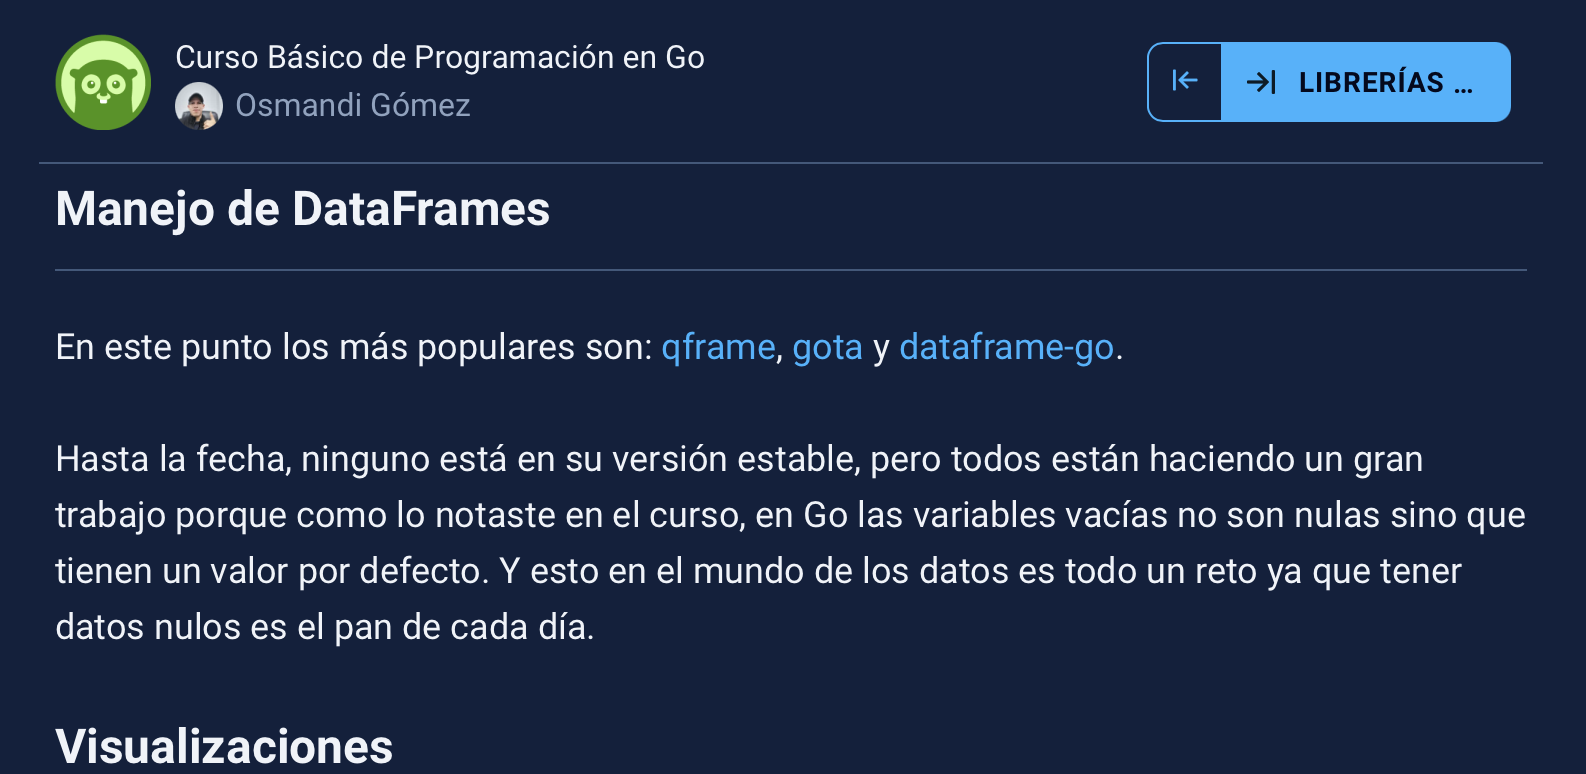 Curso Básico de Programación en Go
Osmandi Gómez
LIBRERÍAS ...
Manejo de DataFrames
En este punto los más populares son: qframe, gota y dataframe-go.
Hasta la fecha, ninguno está en su versión estable, pero todos están haciendo un gran
trabajo porque como lo notaste en el curso, en Go las variables vacías no son nulas sino que
tienen un valor por defecto. Y esto en el mundo de los datos es todo un reto ya que tener
datos nulos es el pan de cada día.
Visualizaciones